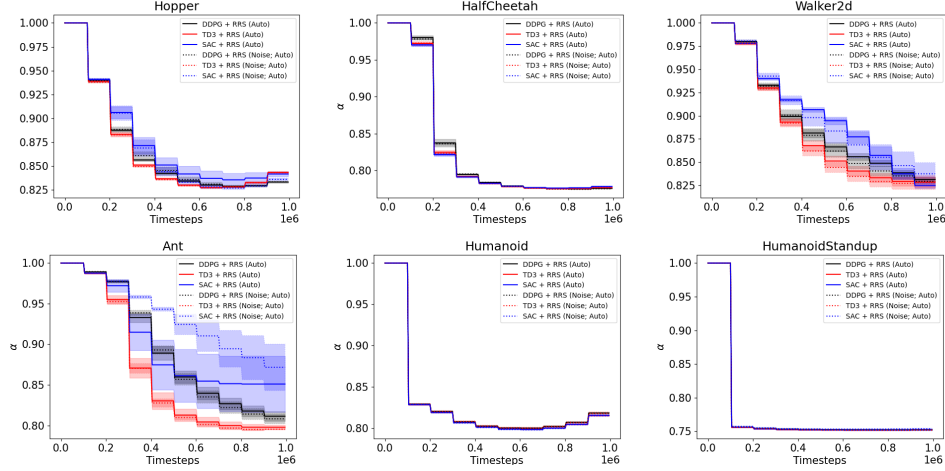 Hopper
1.000
0.975
0.950
0.925
0.900
0.875
0.850
0.825
α
DDPG + RRS (Auto)
TD3 + RRS (Auto)
SAC + RRS (Auto)
DDPG + RRS (Noise; Auto)
TD3 + RRS (Noise; Auto)
SAC + RRS (Noise; Auto)
0.0 0.2 0.4 0.6 0.8 1.0
Timesteps 1e6
HalfCheetah
1.00
0.95
0.90
0.85
0.80
α
DDPG + RRS (Auto)
TD3 + RRS (Auto)
SAC + RRS (Auto)
DDPG + RRS (Noise; Auto)
TD3 + RRS (Noise; Auto)
SAC + RRS (Noise; Auto)
0.0 0.2 0.4 0.6 0.8 1.0
Timesteps 1e6
Walker2d
1.000
0.975
0.950
0.925
0.900
0.875
0.850
0.825
α
DDPG + RRS (Auto)
TD3 + RRS (Auto)
SAC + RRS (Auto)
DDPG + RRS (Noise; Auto)
TD3 + RRS (Noise; Auto)
SAC + RRS (Noise; Auto)
0.0 0.2 0.4 0.6 0.8 1.0
Timesteps 1e6
Ant
1.00
0.95
0.90
0.85
0.80
α
DDPG + RRS (Auto)
TD3 + RRS (Auto)
SAC + RRS (Auto)
DDPG + RRS (Noise; Auto)
TD3 + RRS (Noise; Auto)
SAC + RRS (Noise; Auto)
0.0 0.2 0.4 0.6 0.8 1.0
Timesteps 1e6
Humanoid
1.00
0.95
0.90
0.85
0.80
α
DDPG + RRS (Auto)
TD3 + RRS (Auto)
SAC + RRS (Auto)
DDPG + RRS (Noise; Auto)
TD3 + RRS (Noise; Auto)
SAC + RRS (Noise; Auto)
0.0 0.2 0.4 0.6 0.8 1.0
Timesteps 1e6
HumanoidStandup
1.00
0.95
0.90
0.85
0.80
0.75
α
DDPG + RRS (Auto)
TD3 + RRS (Auto)
SAC + RRS (Auto)
DDPG + RRS (Noise; Auto)
TD3 + RRS (Noise; Auto)
SAC + RRS (Noise; Auto)
0.0 0.2 0.4 0.6 0.8 1.0
Timesteps 1e6